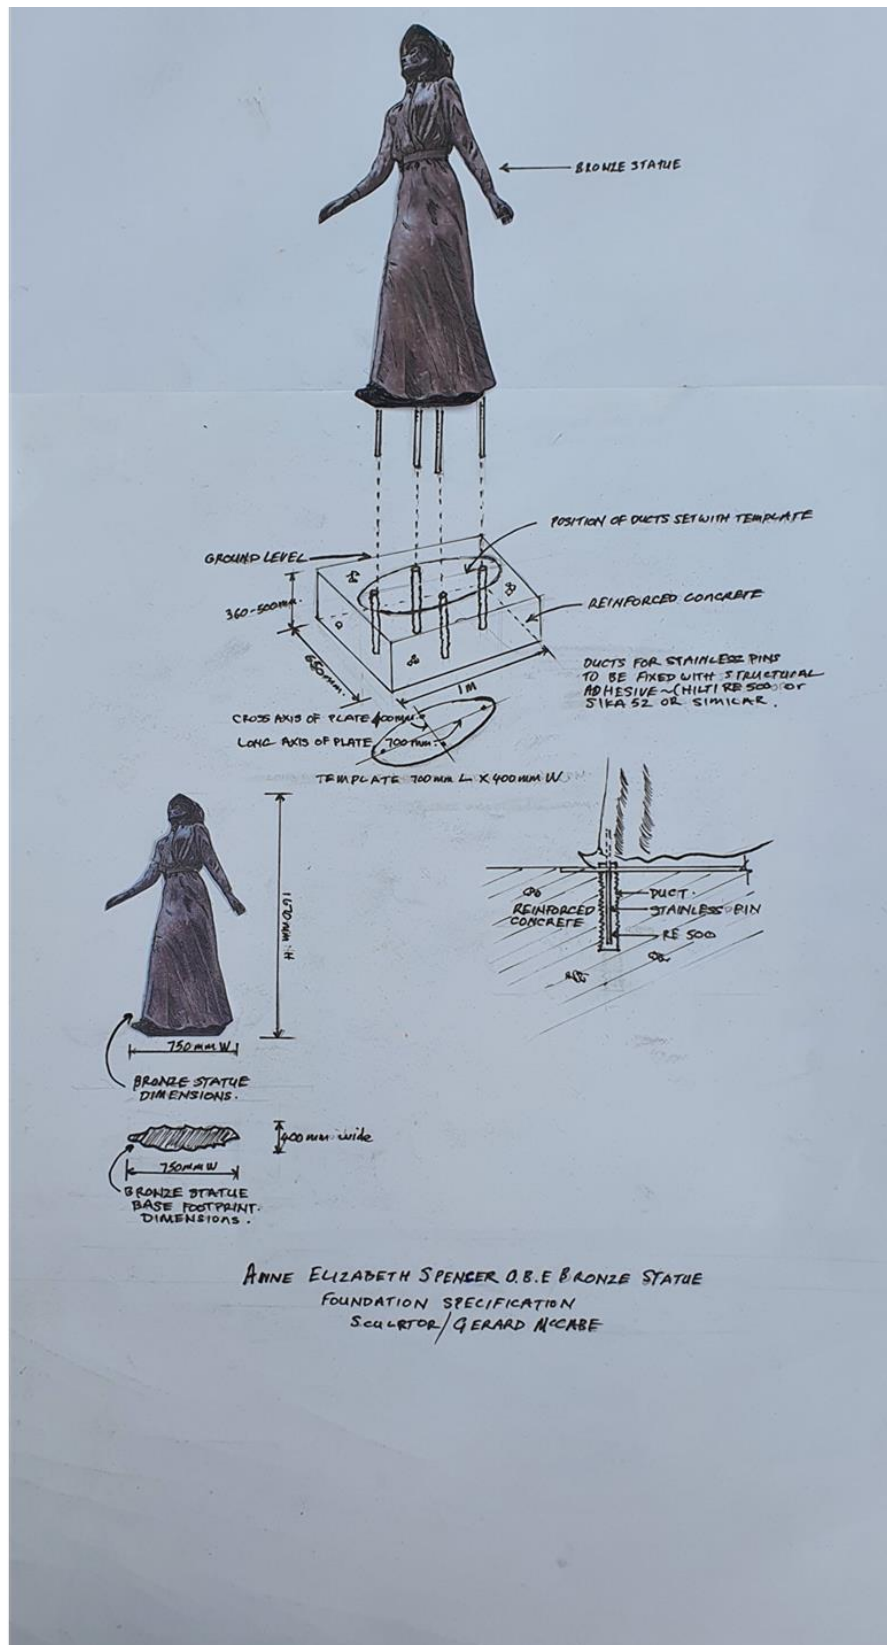 BRONZE STATUE
POSITION OF DUCTS SET WITH TEMPLATE
GROUND LEVEL
360-500mm.
REINFORCED CONCRETE
650mm.
1M
DUCTS FOR STAINLESS PINS
TO BE FIXED WITH STRUCTURAL
ADHESIVE ~ (HILTI RE 500 or
SIKA 52 OR SIMILAR.
CROSS AXIS OF PLATE 400mm.
LONG AXIS OF PLATE 700mm.
TEMPLATE 700mm L X 400mm W
1670mm H
DUCT.
REINFORCED
CONCRETE
STAINLESS PIN
RE 500
750mm W
BRONZE STATUE
DIMENSIONS.
400mm wide
750mm W
BRONZE STATUE
BASE FOOTPRINT.
DIMENSIONS.
ANNE ELIZABETH SPENCER O.B.E BRONZE STATUE
FOUNDATION SPECIFICATION
SCULPTOR/GERARD McCABE